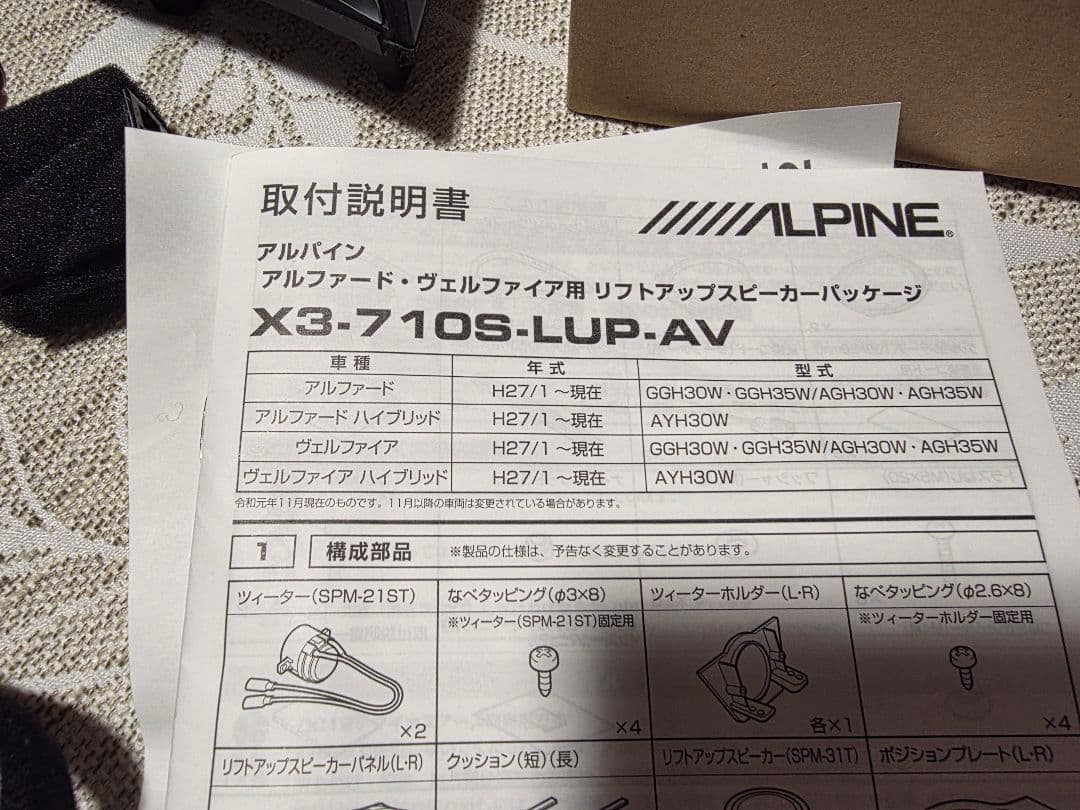 取付説明書
ALPINE®
アルパイン
アルファード・ヴェルファイア用 リフトアップスピーカーパッケージ
X3-710S-LUP-AV
車種 年式 型式
アルファード H27/1 ～現在 GGH30W・GGH35W/AGH30W・AGH35W
アルファード ハイブリッド H27/1 ～現在 AYH30W
ヴェルファイア H27/1 ～現在 GGH30W・GGH35W/AGH30W・AGH35W
ヴェルファイア ハイブリッド H27/1 ～現在 AYH30W
令和元年11月現在のものです。11月以降の車両は変更されている場合があります。
1 構成部品 ※製品の仕様は、予告なく変更することがあります。
ツィーター(SPM-21ST) なべタッピング(φ3×8) ツィーターホルダー(L・R) なべタッピング(φ2.6×8)
※ツィーター(SPM-21ST)固定用 ※ツィーターホルダー固定用
×2 ×4 各×1 ×4
リフトアップスピーカーパネル(L・R) クッション(短)(長) リフトアップスピーカー(SPM-31T) ポジションプレート(L・R)